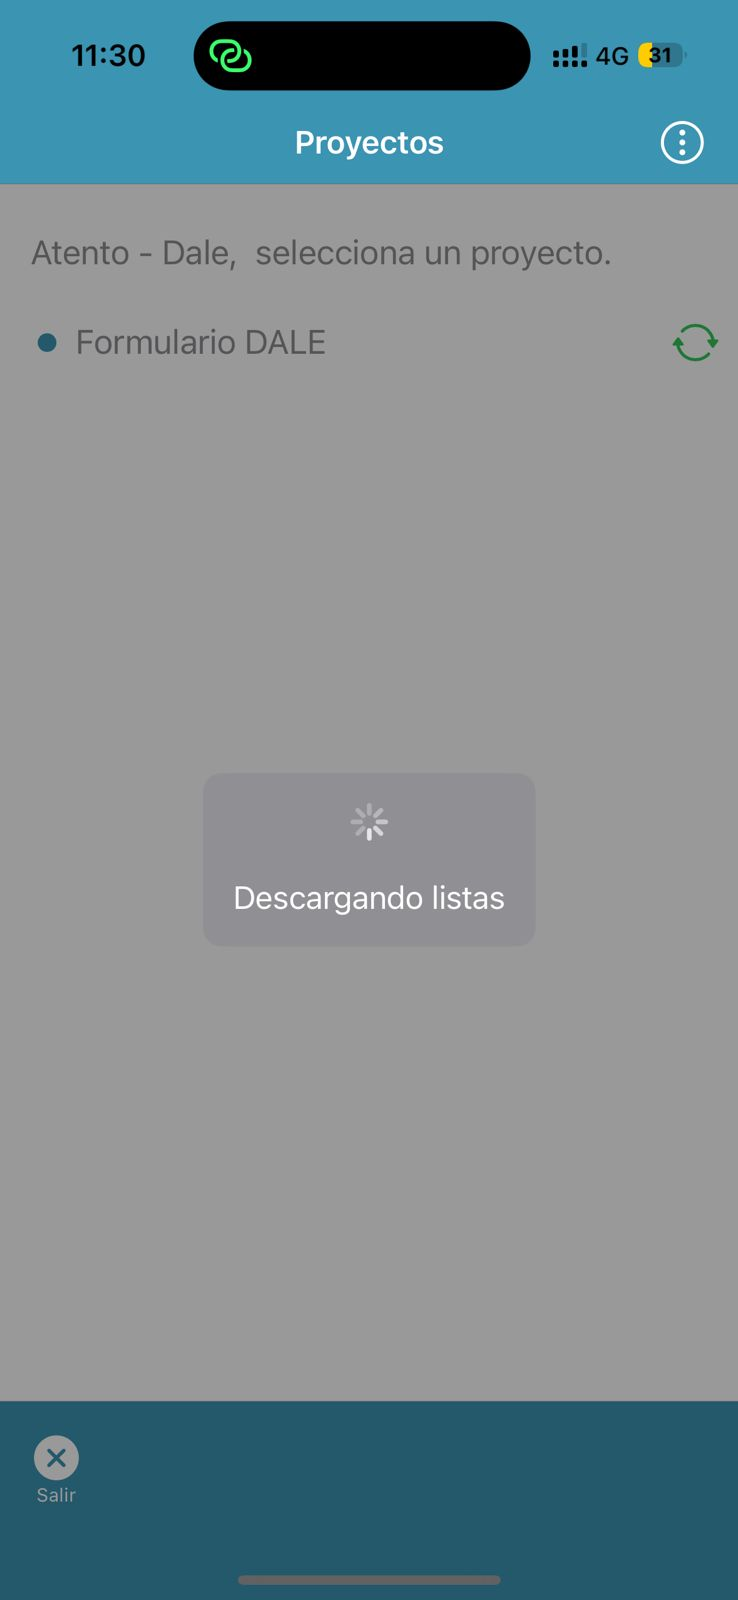 11:30
4G
31
Proyectos
Atento - Dale,  selecciona un proyecto.
Formulario DALE
Descargando listas
Salir